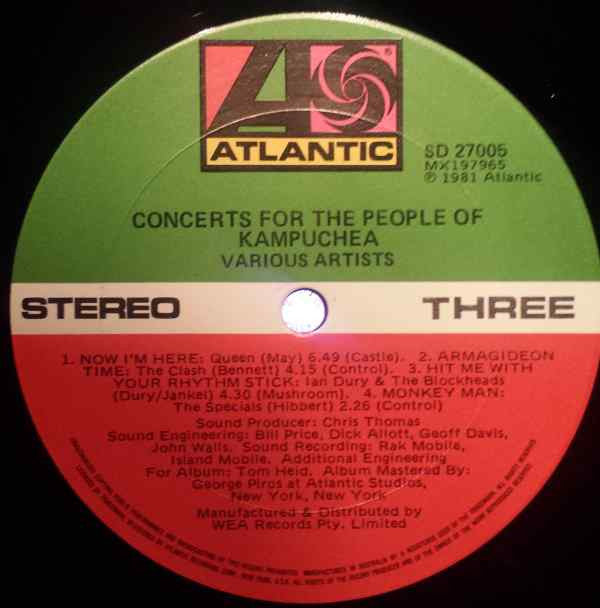 ATLANTIC
®
SD 27005
MX197965
℗ 1981 Atlantic
CONCERTS FOR THE PEOPLE OF
KAMPUCHEA
VARIOUS ARTISTS
STEREO THREE
1. NOW I'M HERE: Queen (May) 6.49 (Castle). 2. ARMAGIDEON
TIME: The Clash (Bennett) 4.15 (Control). 3. HIT ME WITH
YOUR RHYTHM STICK: Ian Dury & The Blockheads
(Dury/Jankel) 4.30 (Mushroom). 4. MONKEY MAN:
The Specials (Hibbert) 2.26 (Control)
Sound Producer: Chris Thomas
Sound Engineering: Bill Price, Dick Allott, Geoff Davis,
John Walls. Sound Recording: Rak Mobile,
Island Mobile. Additional Engineering
For Album: Tom Heid. Album Mastered By:
George Piros at Atlantic Studios,
New York, New York
Manufactured & Distributed by
WEA Records Pty. Limited